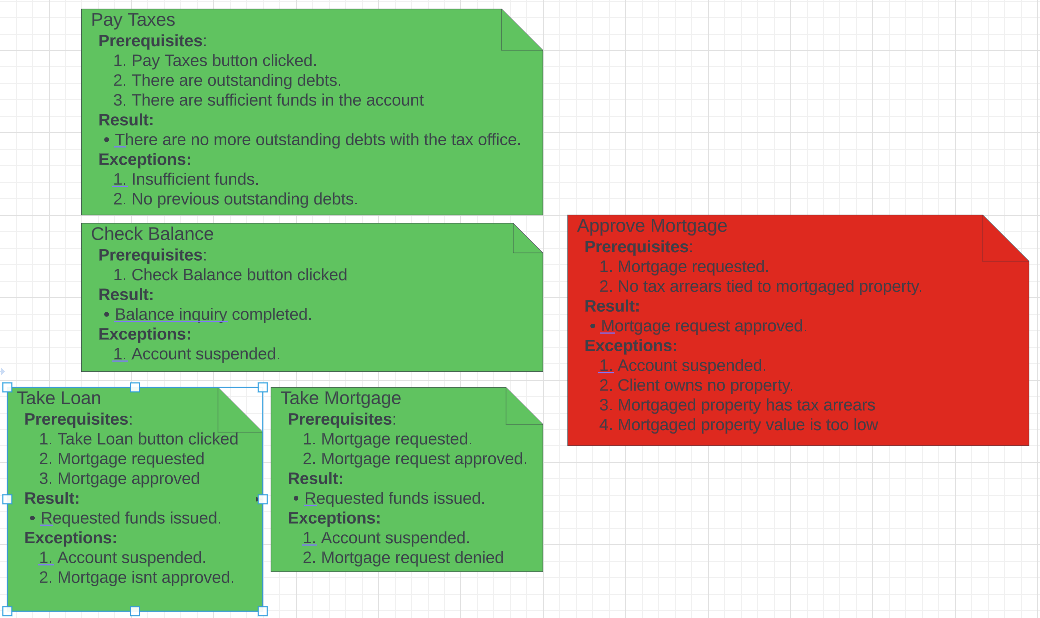 Pay Taxes
Prerequisites:
1. Pay Taxes button clicked.
2. There are outstanding debts.
3. There are sufficient funds in the account
Result:
• There are no more outstanding debts with the tax office.
Exceptions:
1. Insufficient funds.
2. No previous outstanding debts.
Check Balance
Prerequisites:
1. Check Balance button clicked
Result:
• Balance inquiry completed.
Exceptions:
1. Account suspended.
Take Loan
Prerequisites:
1. Take Loan button clicked
2. Mortgage requested
3. Mortgage approved
Result:
• Requested funds issued.
Exceptions:
1. Account suspended.
2. Mortgage isnt approved.
Take Mortgage
Prerequisites:
1. Mortgage requested.
2. Mortgage request approved.
Result:
• Requested funds issued.
Exceptions:
1. Account suspended.
2. Mortgage request denied
Approve Mortgage
Prerequisites:
1. Mortgage requested.
2. No tax arrears tied to mortgaged property.
Result:
• Mortgage request approved.
Exceptions:
1. Account suspended.
2. Client owns no property.
3. Mortgaged property has tax arrears
4. Mortgaged property value is too low